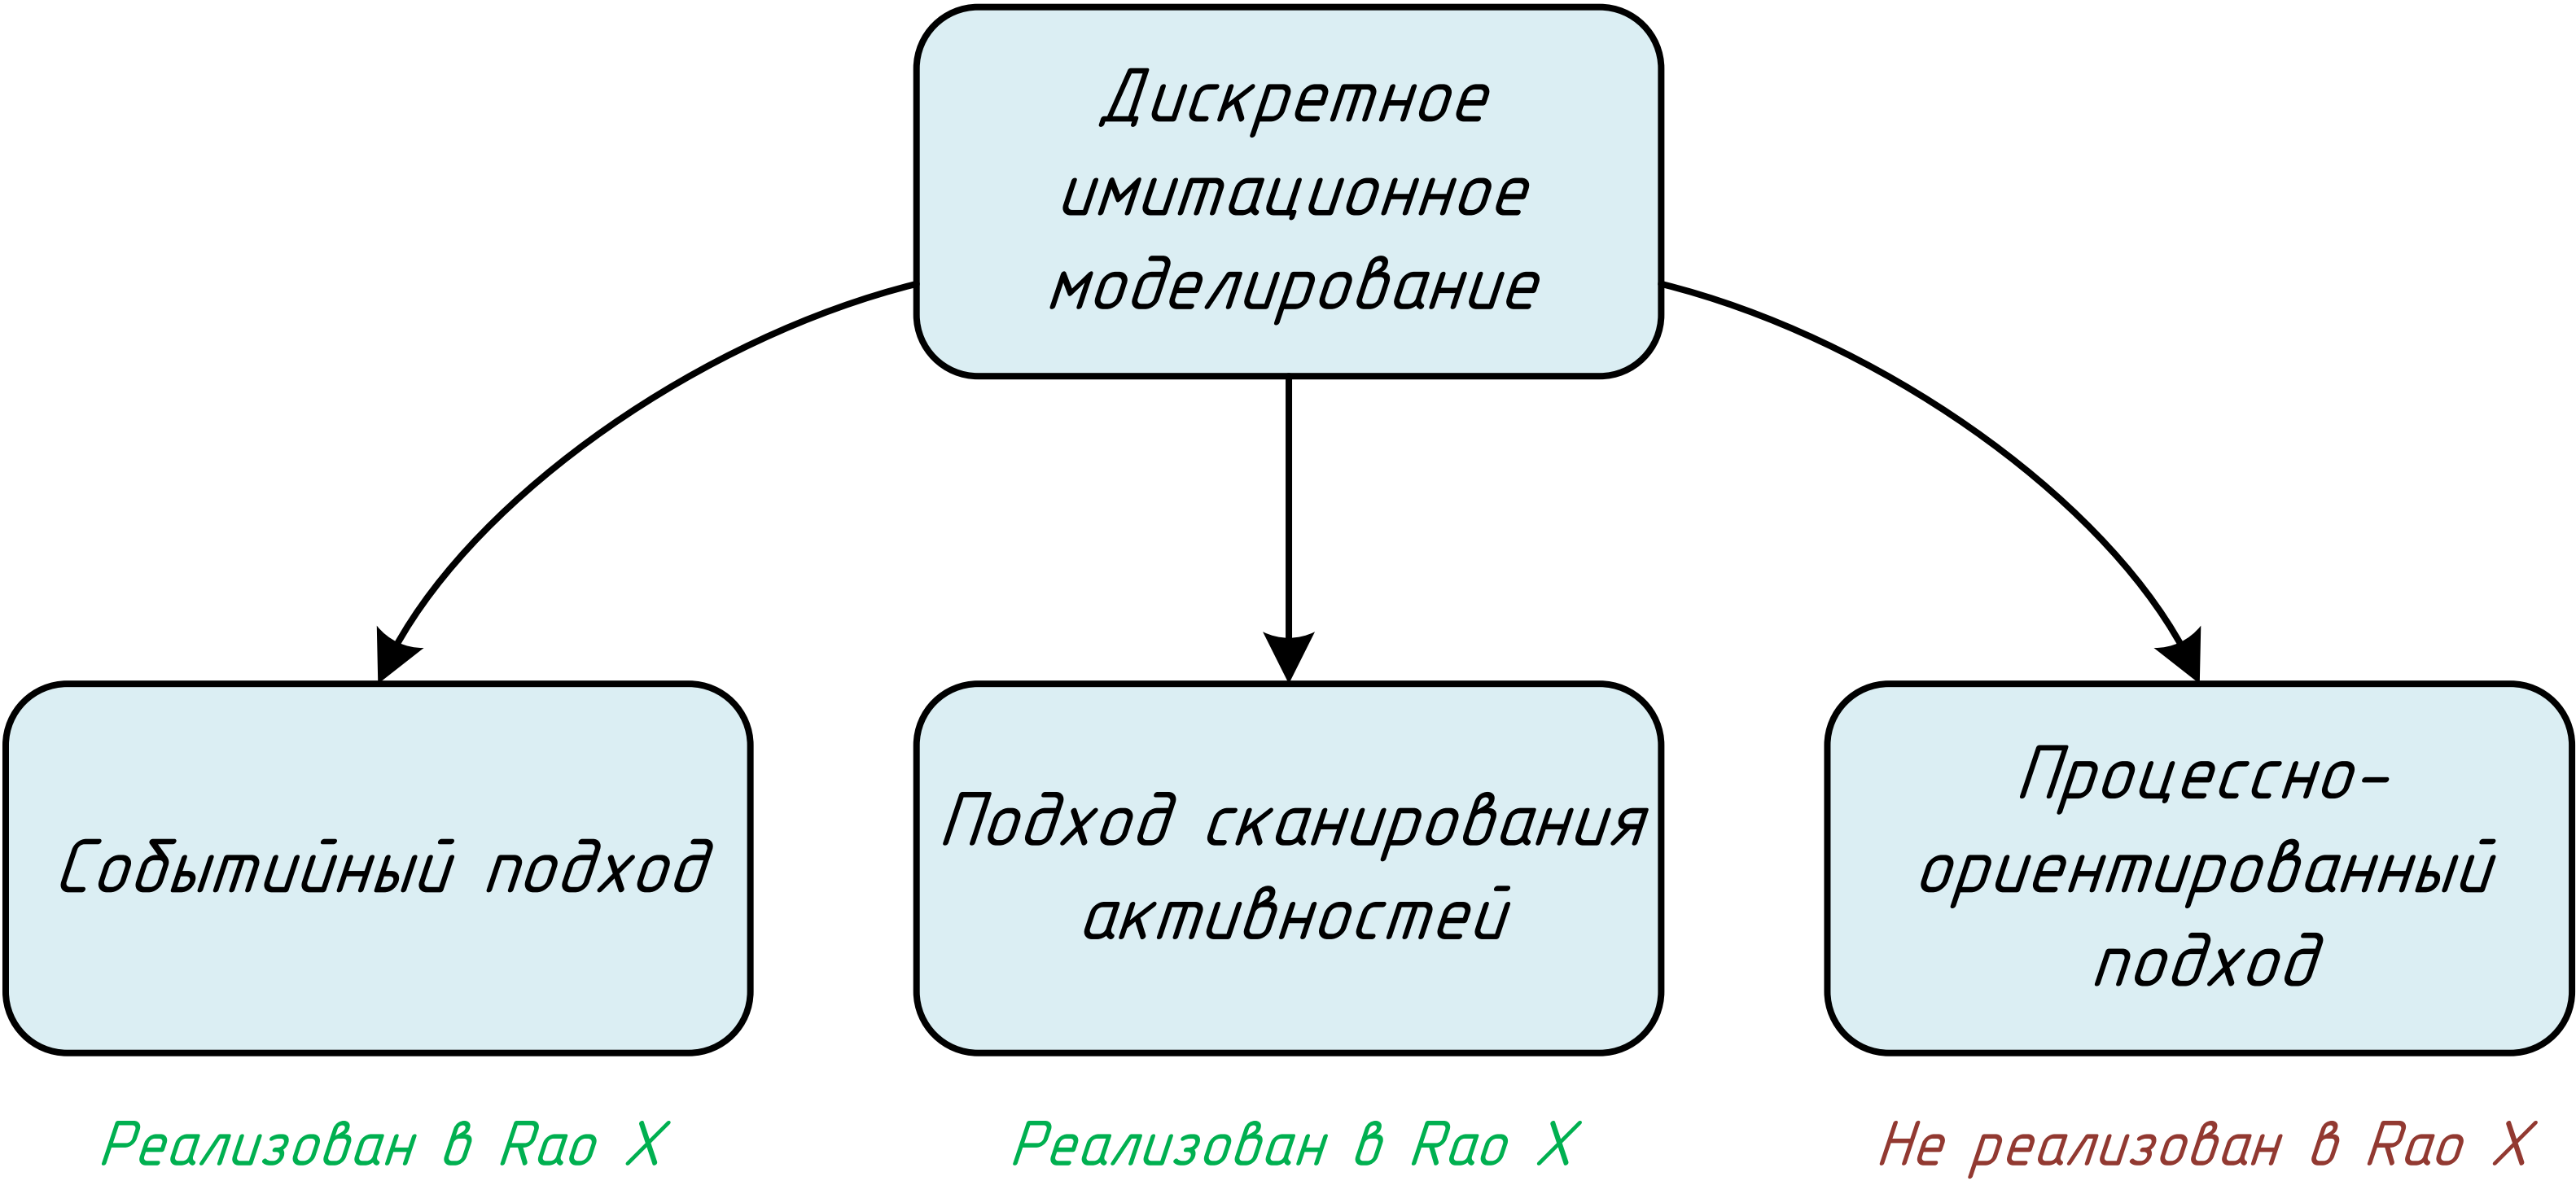 Дискретное
имитационное
моделирование
Событийный подход
Подход сканирования
активностей
Процессно-
ориентированный
подход
Реализован в Rao X
Реализован в Rao X
Не реализован в Rao X